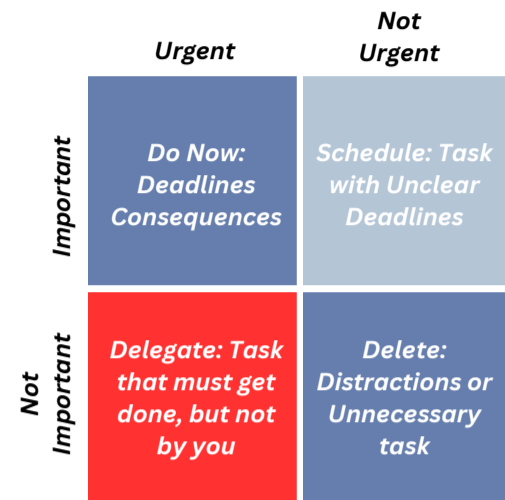 Urgent
Not
Urgent
Important
Do Now:
Deadlines
Consequences
Schedule: Task
with Unclear
Deadlines
Not
Important
Delegate: Task
that must get
done, but not
by you
Delete:
Distractions or
Unnecessary
task